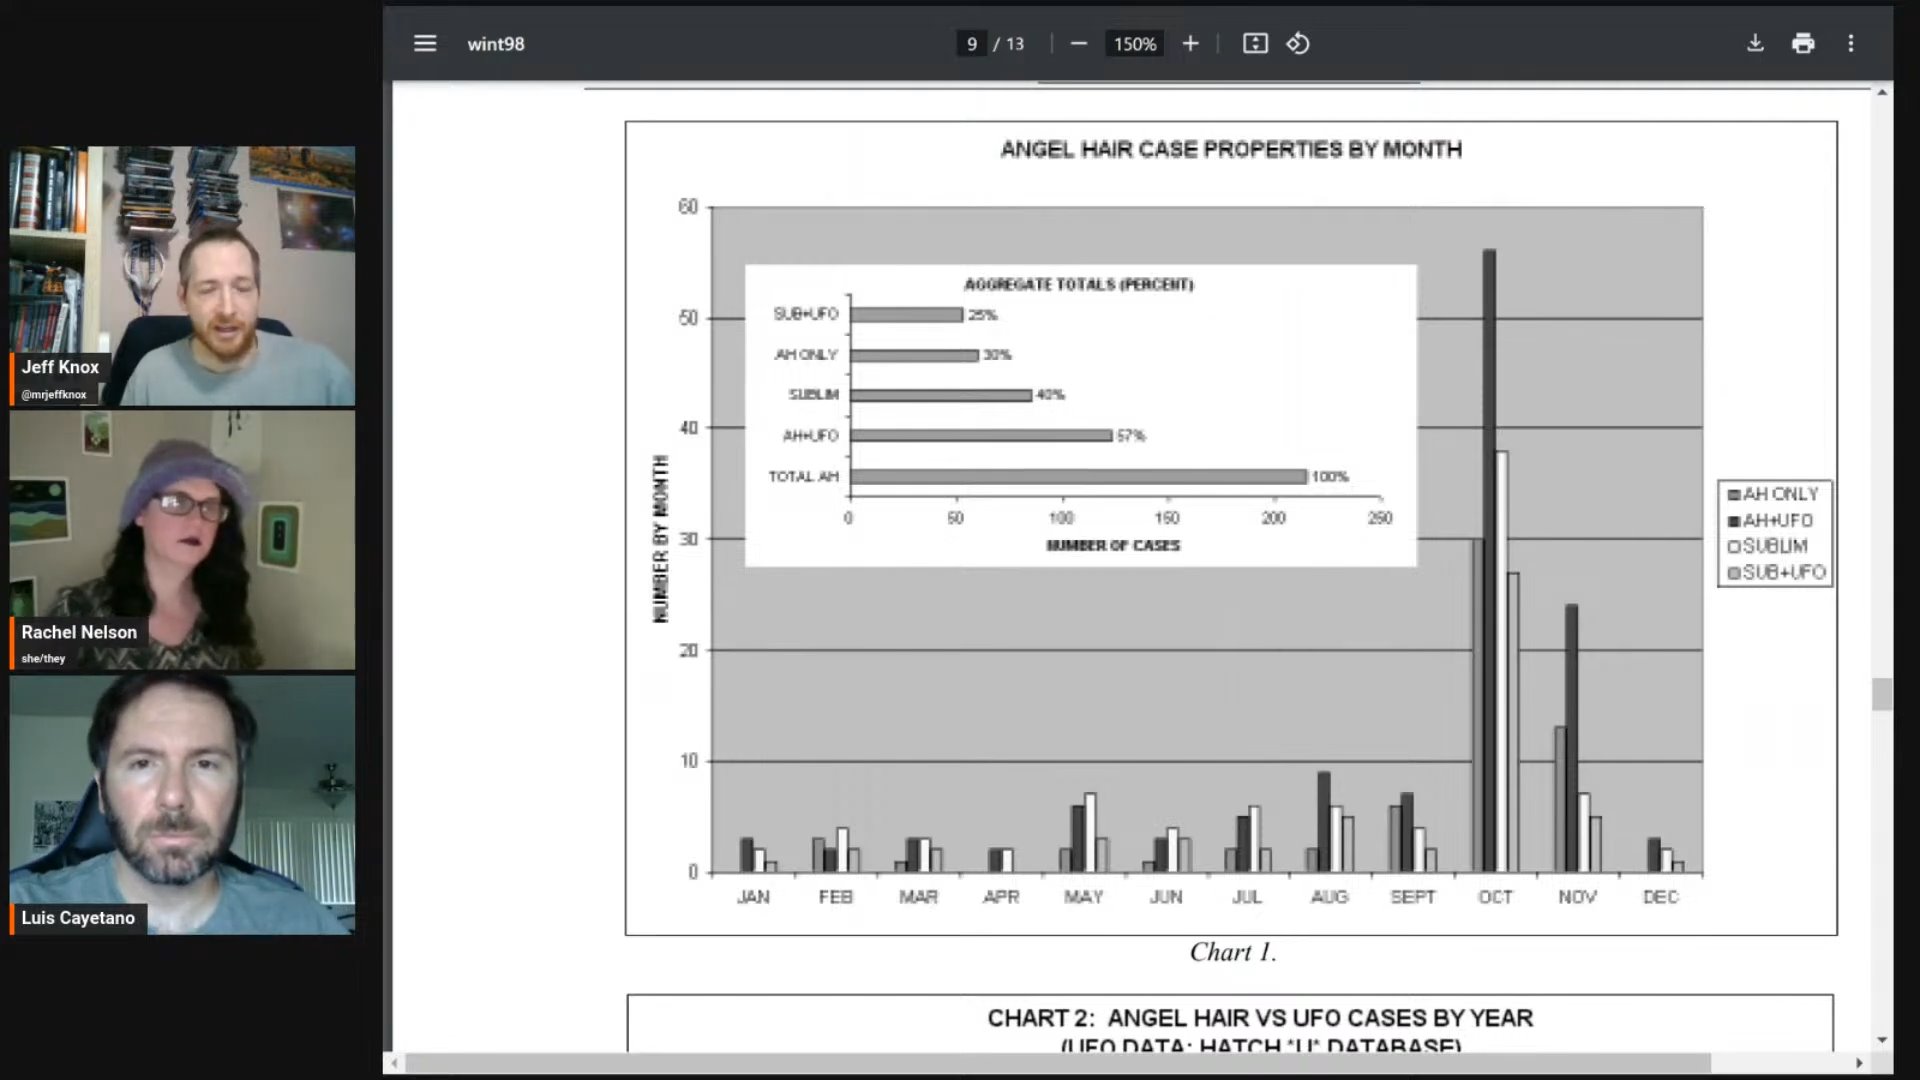 wint98
9 / 13
150%
Jeff Knox
@mrjeffknox
Rachel Nelson
she/they
Luis Cayetano
ANGEL HAIR CASE PROPERTIES BY MONTH
NUMBER BY MONTH
60
50
40
30
20
10
0
AGGREGATE TOTALS (PERCENT)
SUB+UFO 25%
AH ONLY 30%
SUBLIM 40%
AH+UFO 57%
TOTAL AH 100%
0 50 100 150 200 250
NUMBER OF CASES
AH ONLY
AH+UFO
SUBLIM
SUB+UFO
JAN FEB MAR APR MAY JUN JUL AUG SEPT OCT NOV DEC
Chart 1.
CHART 2: ANGEL HAIR VS UFO CASES BY YEAR
(UFO DATA: HATCH *U* DATABASE)